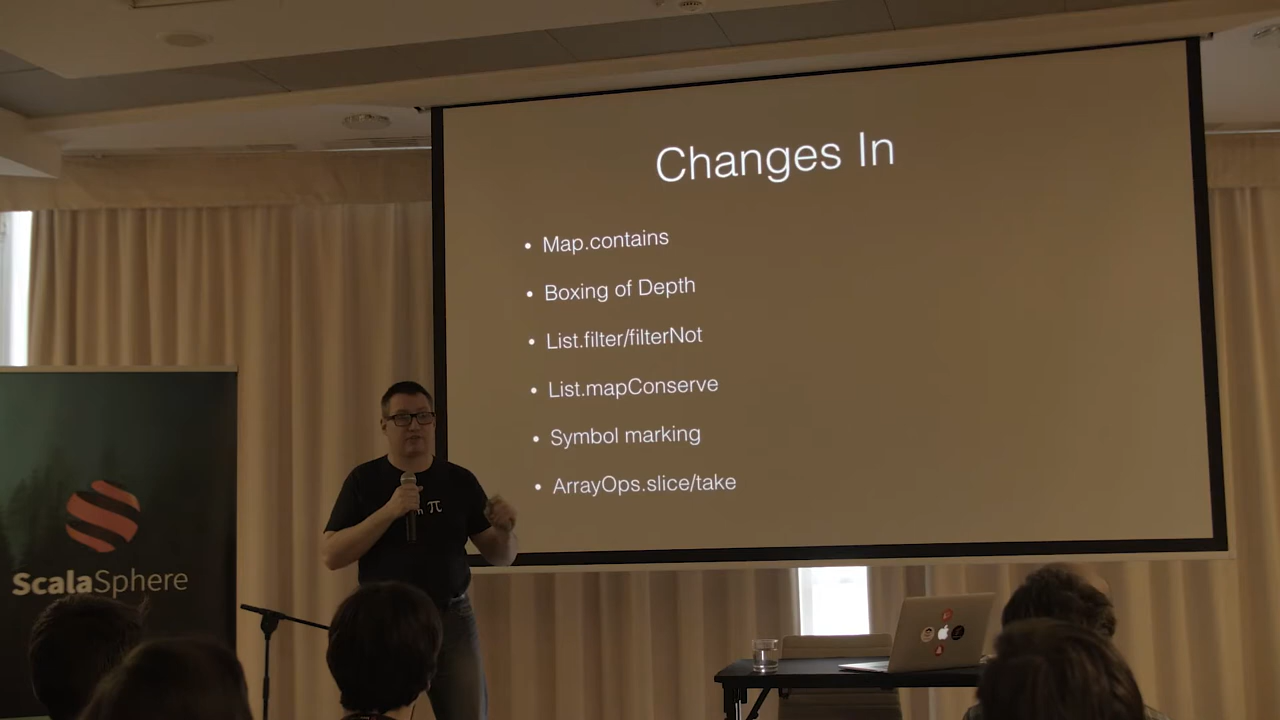 Changes In
• Map.contains
• Boxing of Depth
• List.filter/filterNot
• List.mapConserve
• Symbol marking
• ArrayOps.slice/take
π
ScalaSphere